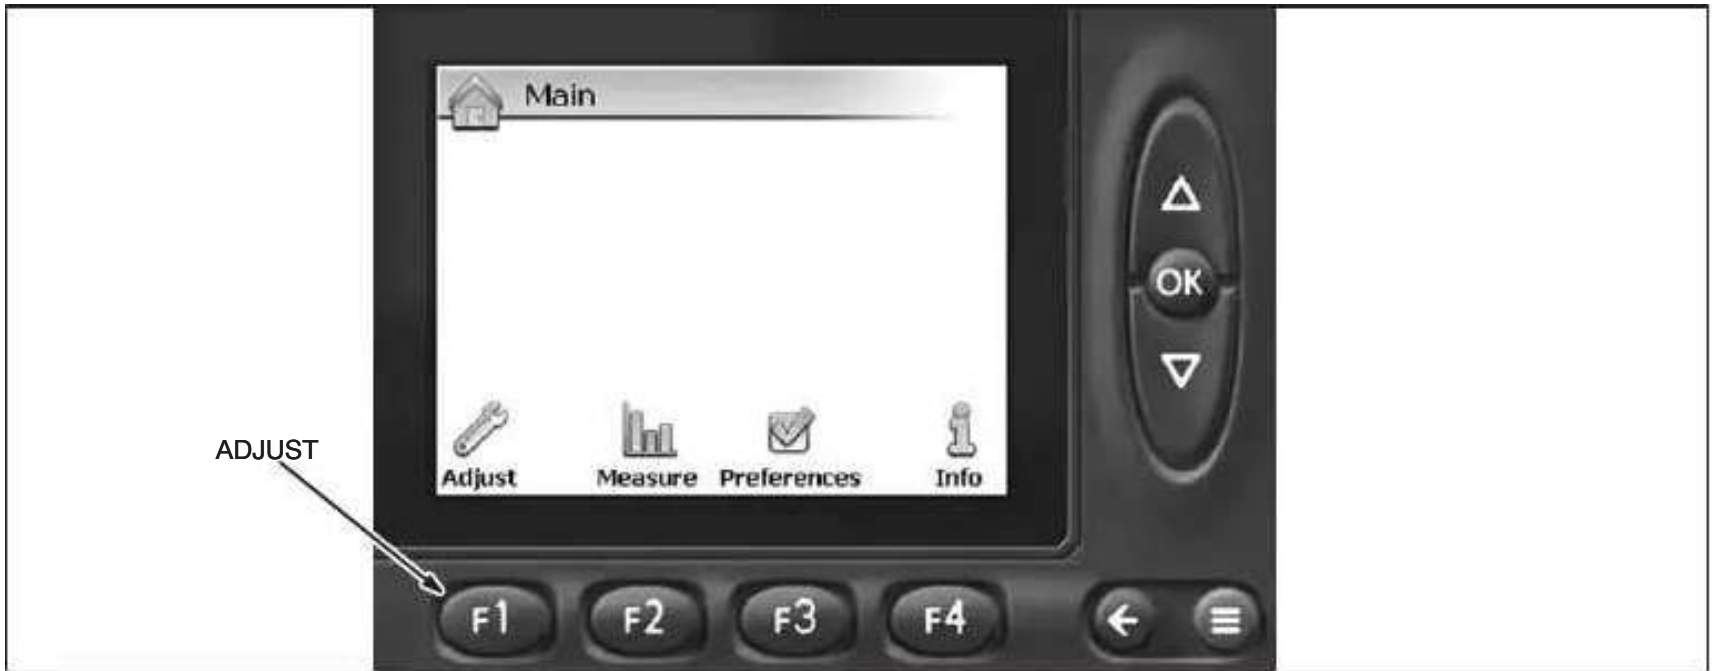 Main
OK
Adjust Measure Preferences Info
ADJUST
F1 F2 F3 F4